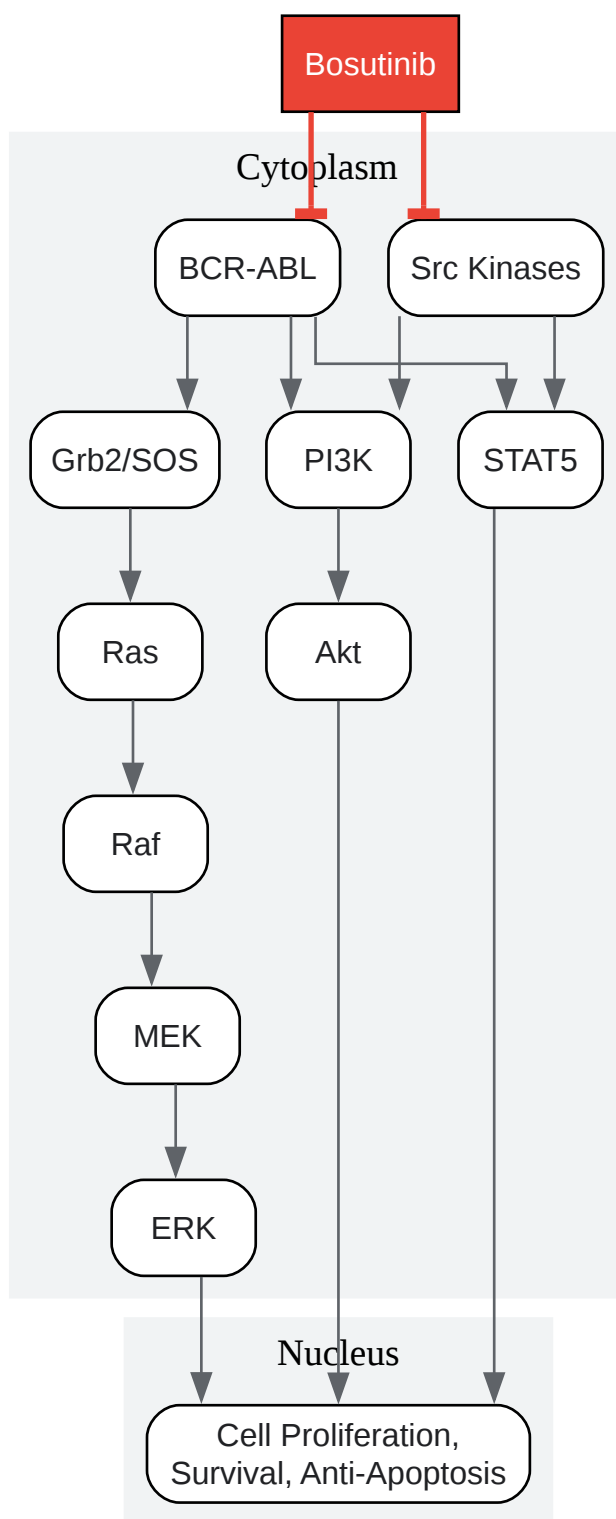 Bosutinib
Cytoplasm
BCR-ABL
Src Kinases
Grb2/SOS
PI3K
STAT5
Ras
Akt
Raf
MEK
ERK
Nucleus
Cell Proliferation,
Survival, Anti-Apoptosis